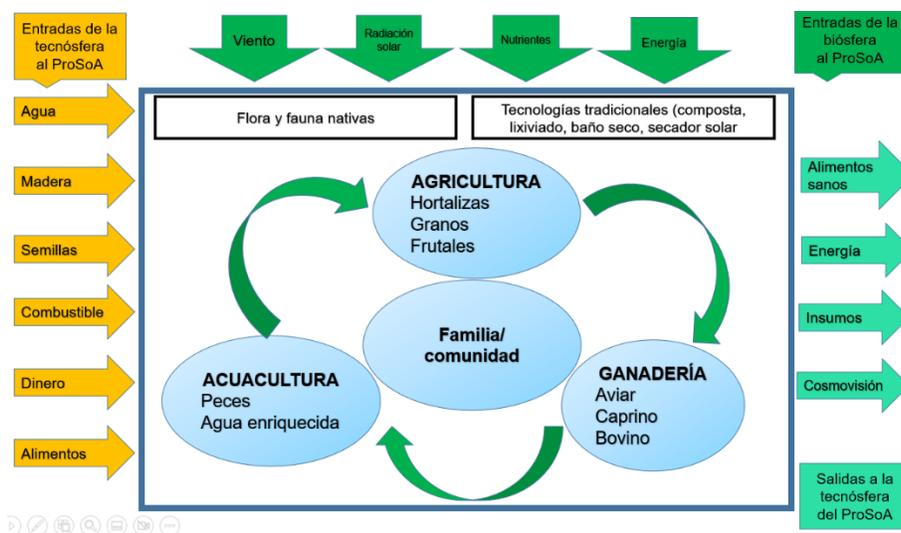 Entradas de la
tecnósfera
al ProSoA
Viento
Radiación
solar
Nutrientes
Energía
Entradas de la
biósfera
al ProSoA
Agua
Madera
Semillas
Combustible
Dinero
Alimentos
Flora y fauna nativas
Tecnologías tradicionales (composta,
lixiviado, baño seco, secador solar
AGRICULTURA
Hortalizas
Granos
Frutales
Familia/
comunidad
ACUACULTURA
Peces
Agua enriquecida
GANADERÍA
Aviar
Caprino
Bovino
Alimentos
sanos
Energía
Insumos
Cosmovisión
Salidas a la
tecnósfera
del ProSoA